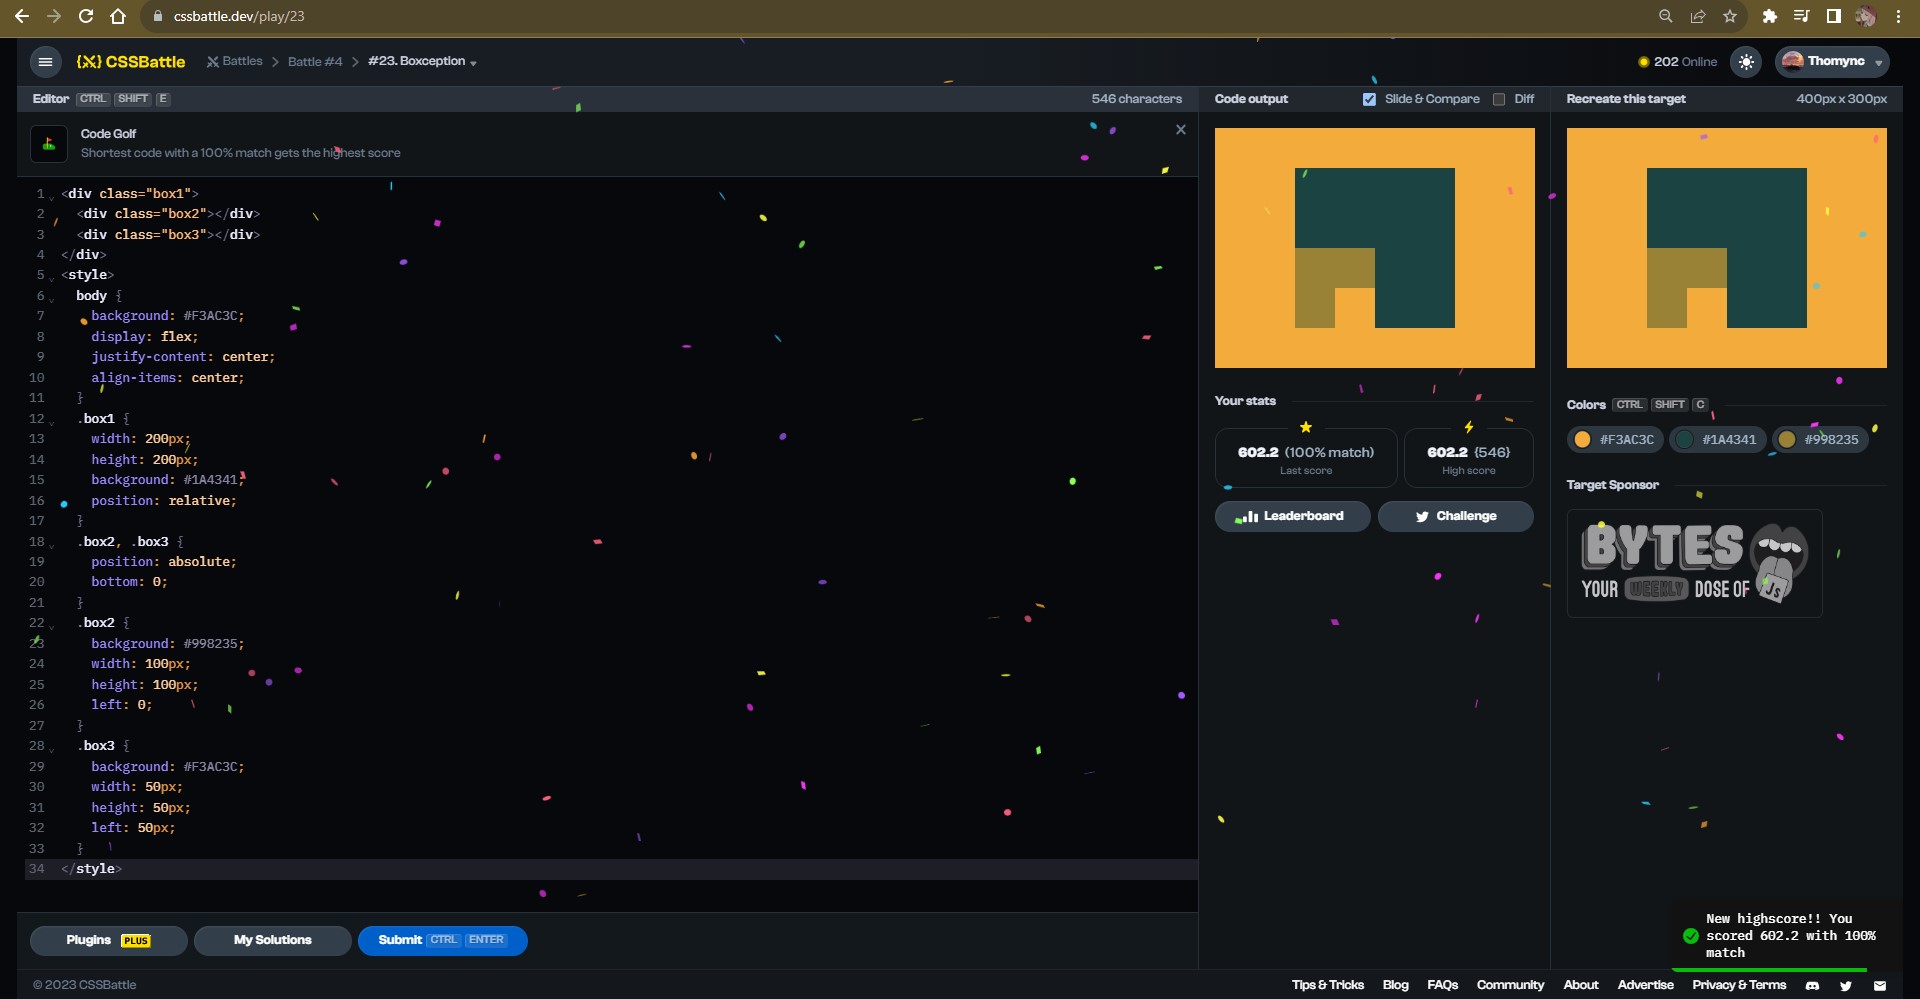 cssbattle.dev/play/23
CSSBattle
Battles > Battle #4 > #23. Boxception
202 Online
Thomync
Editor CTRL SHIFT E
546 characters
Code Golf
Shortest code with a 100% match gets the highest score
1 <div class="box1">
2 <div class="box2"></div>
3 <div class="box3"></div>
4 </div>
5 <style>
6 body {
7 background: #F3AC3C;
8 display: flex;
9 justify-content: center;
10 align-items: center;
11 }
12 .box1 {
13 width: 200px;
14 height: 200px;
15 background: #1A4341;
16 position: relative;
17 }
18 .box2, .box3 {
19 position: absolute;
20 bottom: 0;
21 }
22 .box2 {
23 background: #998235;
24 width: 100px;
25 height: 100px;
26 left: 0;
27 }
28 .box3 {
29 background: #F3AC3C;
30 width: 50px;
31 height: 50px;
32 left: 50px;
33 }
34 </style>
Plugins PLUS
My Solutions
Submit CTRL ENTER
Code output
Slide & Compare
Diff
Your stats
602.2 (100% match)
Last score
602.2 {546}
High score
Leaderboard
Challenge
Recreate this target
400px x 300px
Colors CTRL SHIFT C
#F3AC3C
#1A4341
#998235
Target Sponsor
BYTES
YOUR WEEKLY DOSE OF JS
New highscore!! You
scored 602.2 with 100%
match
© 2023 CSSBattle
Tips & Tricks
Blog
FAQs
Community
About
Advertise
Privacy & Terms